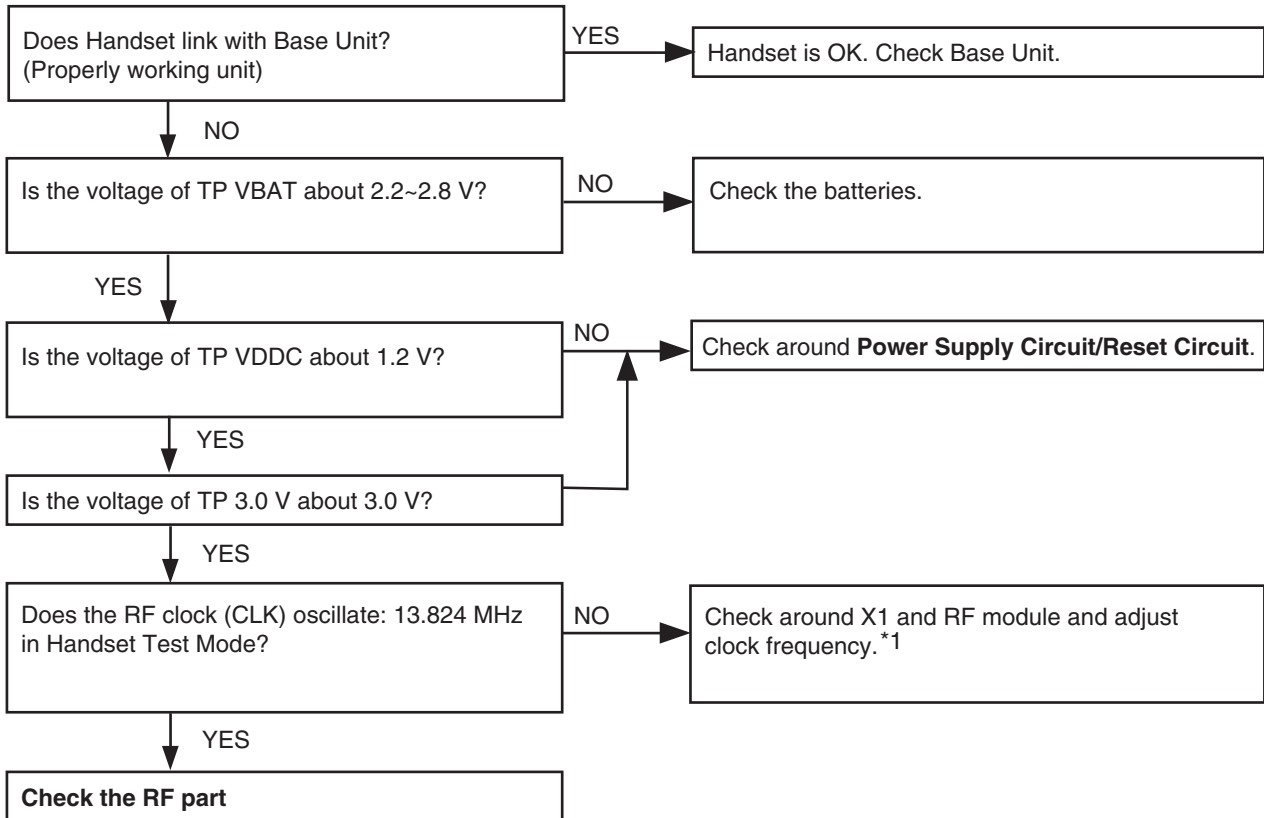 Does Handset link with Base Unit?
(Properly working unit)
YES
Handset is OK. Check Base Unit.
NO
Is the voltage of TP VBAT about 2.2~2.8 V?
NO
Check the batteries.
YES
Is the voltage of TP VDDC about 1.2 V?
NO
Check around Power Supply Circuit/Reset Circuit.
YES
Is the voltage of TP 3.0 V about 3.0 V?
YES
Does the RF clock (CLK) oscillate: 13.824 MHz
in Handset Test Mode?
NO
Check around X1 and RF module and adjust
clock frequency.*1
YES
Check the RF part